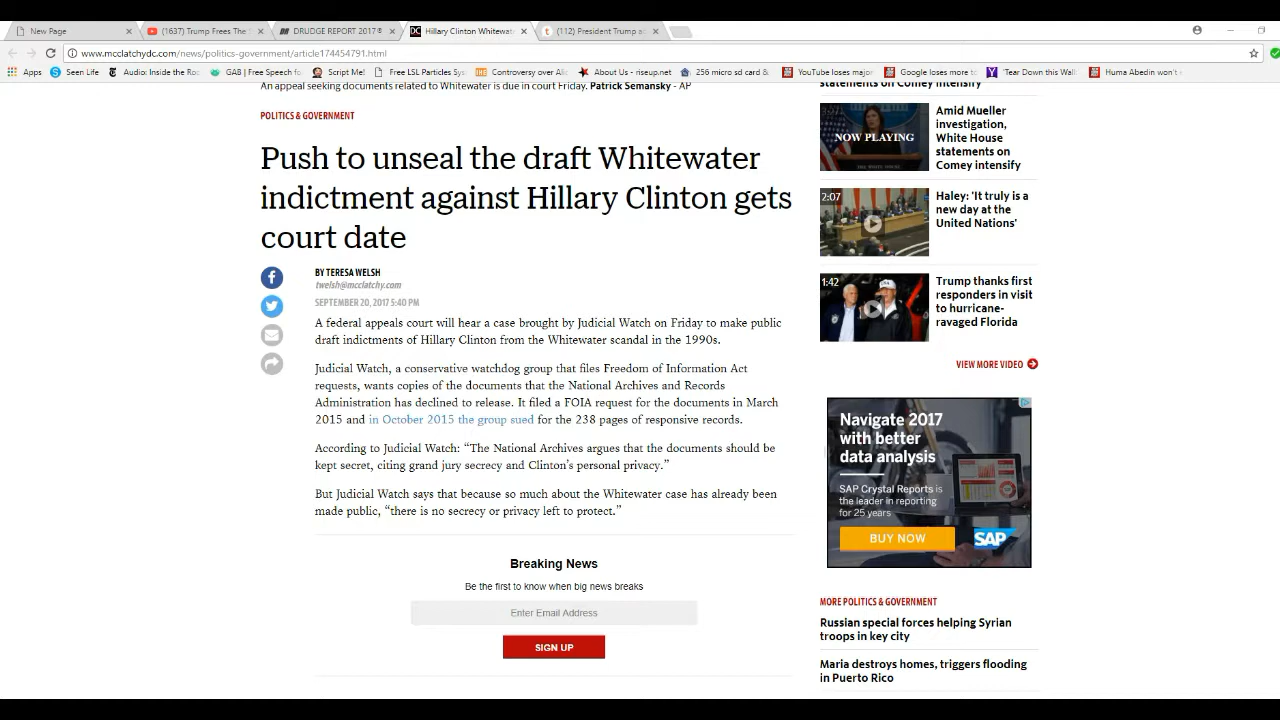 New Page
(1637) Trump Frees The
DRUDGE REPORT 2017®
Hillary Clinton Whitewate
(112) President Trump a
www.mcclatchydc.com/news/politics-government/article174454791.html
Apps
Seen Life
Audio: Inside the Ro
GAB | Free Speech fo
Script Me!
Free LSL Particles Sys
Controversy over Ali
About Us - riseup.net
256 micro sd card &
YouTube loses major
Google loses more to
'Tear Down this Wall
Huma Abedin won't
An appeal seeking documents related to Whitewater is due in court Friday. Patrick Semansky - AP
POLITICS & GOVERNMENT
Push to unseal the draft Whitewater
indictment against Hillary Clinton gets
court date
BY TERESA WELSH
twelsh@mcclatchy.com
SEPTEMBER 20, 2017 5:40 PM
A federal appeals court will hear a case brought by Judicial Watch on Friday to make public
draft indictments of Hillary Clinton from the Whitewater scandal in the 1990s.
Judicial Watch, a conservative watchdog group that files Freedom of Information Act
requests, wants copies of the documents that the National Archives and Records
Administration has declined to release. It filed a FOIA request for the documents in March
2015 and in October 2015 the group sued for the 238 pages of responsive records.
According to Judicial Watch: “The National Archives argues that the documents should be
kept secret, citing grand jury secrecy and Clinton’s personal privacy.”
But Judicial Watch says that because so much about the Whitewater case has already been
made public, “there is no secrecy or privacy left to protect.”
Breaking News
Be the first to know when big news breaks
Enter Email Address
SIGN UP
statements on Comey intensify
NOW PLAYING
Amid Mueller
investigation,
White House
statements on
Comey intensify
2:07
Haley: 'It truly is a
new day at the
United Nations'
1:42
Trump thanks first
responders in visit
to hurricane-
ravaged Florida
VIEW MORE VIDEO
Navigate 2017
with better
data analysis
SAP Crystal Reports is
the leader in reporting
for 25 years
BUY NOW
SAP
MORE POLITICS & GOVERNMENT
Russian special forces helping Syrian
troops in key city
Maria destroys homes, triggers flooding
in Puerto Rico